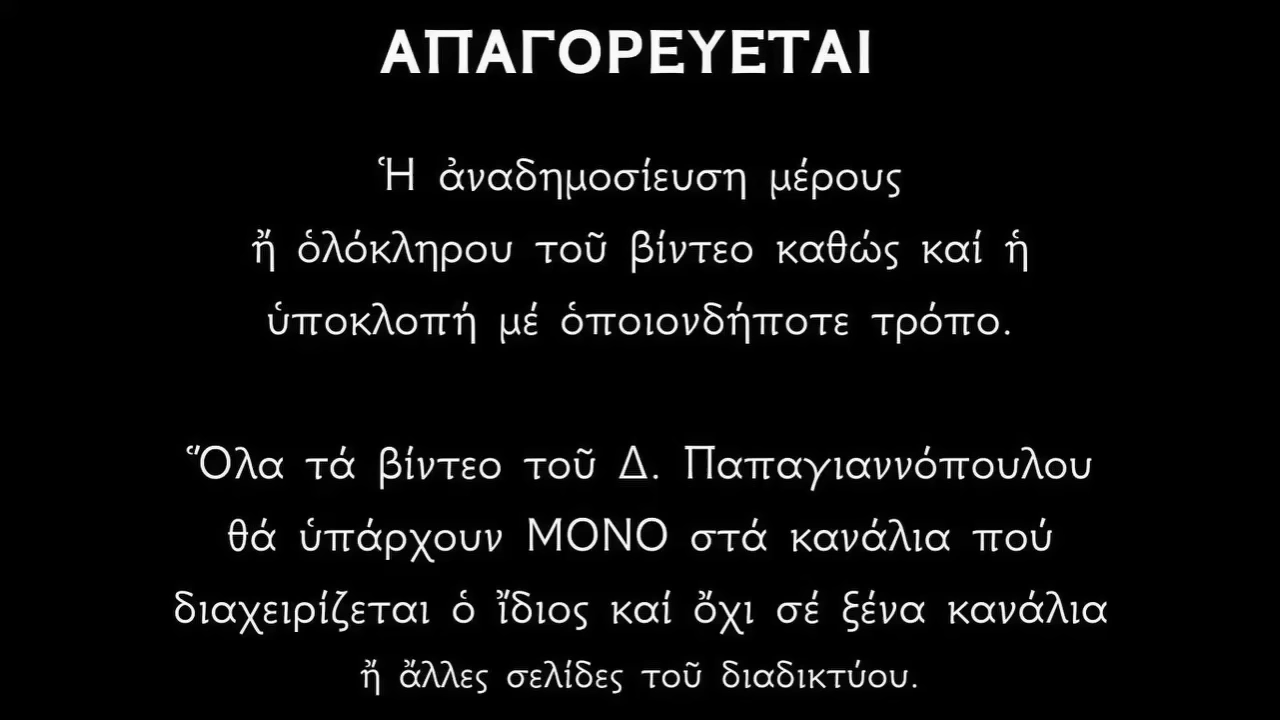 ΑΠΑΓΟΡΕΥΕΤΑΙ
Ἡ ἀναδημοσίευση μέρους
ἤ ὁλόκληρου τοῦ βίντεο καθώς καί ἡ
ὑποκλοπή μέ ὁποιονδήποτε τρόπο.
Ὅλα τά βίντεο τοῦ Δ. Παπαγιαννόπουλου
θά ὑπάρχουν ΜΟΝΟ στά κανάλια πού
διαχειρίζεται ὁ ἴδιος καί ὄχι σέ ξένα κανάλια
ἤ ἄλλες σελίδες τοῦ διαδικτύου.